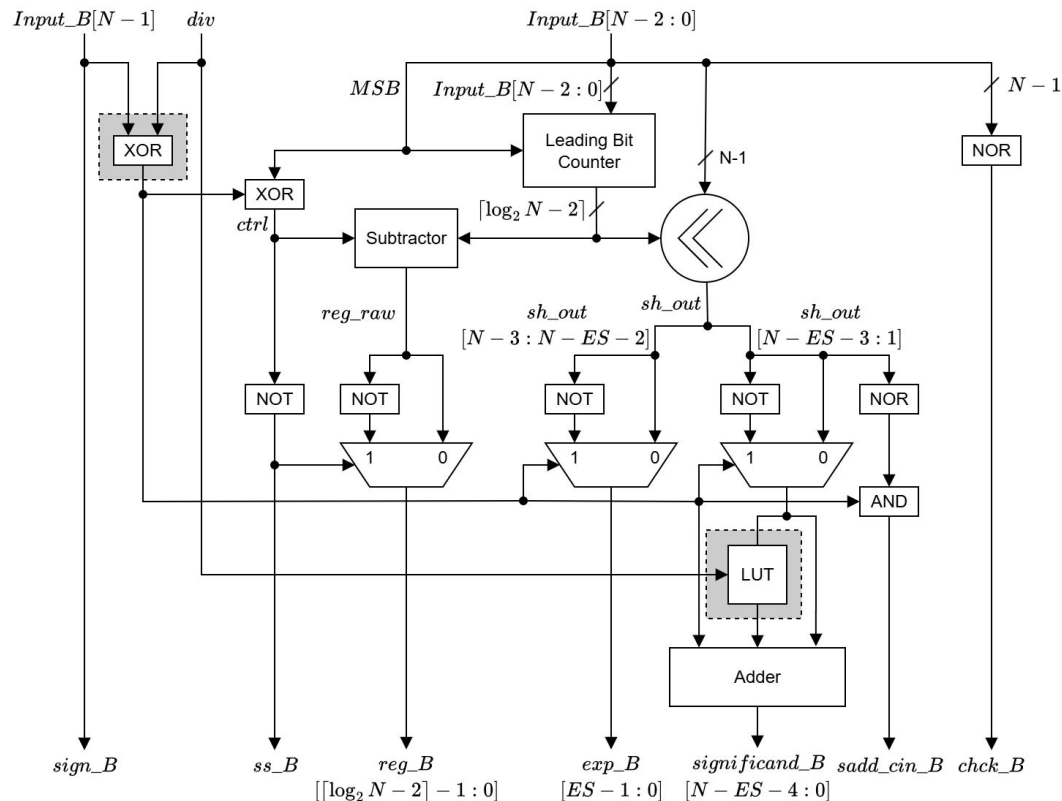 Input_B[N − 1]
div
Input_B[N − 2 : 0]
MSB
Input_B[N − 2 : 0]
N − 1
XOR
Leading Bit
Counter
NOR
N-1
XOR
⌈log₂ N − 2⌉
ctrl
Subtractor
reg_raw
sh_out
[N − 3 : N − ES − 2]
sh_out
sh_out
[N − ES − 3 : 1]
NOT
NOT
NOT
NOT
NOR
1 0
1 0
1 0
AND
LUT
Adder
sign_B
ss_B
reg_B
[⌈log₂ N − 2⌉ − 1 : 0]
exp_B
[ES − 1 : 0]
significand_B
[N − ES − 4 : 0]
sadd_cin_B
chck_B